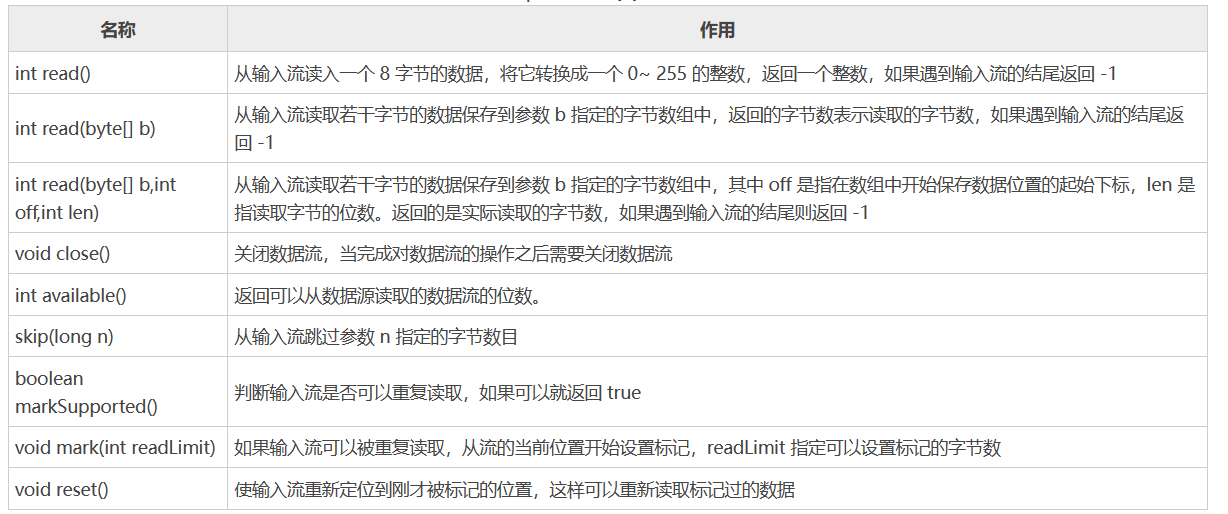 名称
作用
int read()
从输入流读入一个 8 字节的数据，将它转换成一个 0~ 255 的整数，返回一个整数，如果遇到输入流的结尾返回 -1
int read(byte[] b)
从输入流读取若干字节的数据保存到参数 b 指定的字节数组中，返回的字节数表示读取的字节数，如果遇到输入流的结尾返
回 -1
int read(byte[] b,int
off,int len)
从输入流读取若干字节的数据保存到参数 b 指定的字节数组中，其中 off 是指在数组中开始保存数据位置的起始下标，len 是
指读取字节的位数。返回的是实际读取的字节数，如果遇到输入流的结尾则返回 -1
void close()
关闭数据流，当完成对数据流的操作之后需要关闭数据流
int available()
返回可以从数据源读取的数据流的位数。
skip(long n)
从输入流跳过参数 n 指定的字节数目
boolean
markSupported()
判断输入流是否可以重复读取，如果可以就返回 true
void mark(int readLimit)
如果输入流可以被重复读取，从流的当前位置开始设置标记，readLimit 指定可以设置标记的字节数
void reset()
使输入流重新定位到刚才被标记的位置，这样可以重新读取标记过的数据